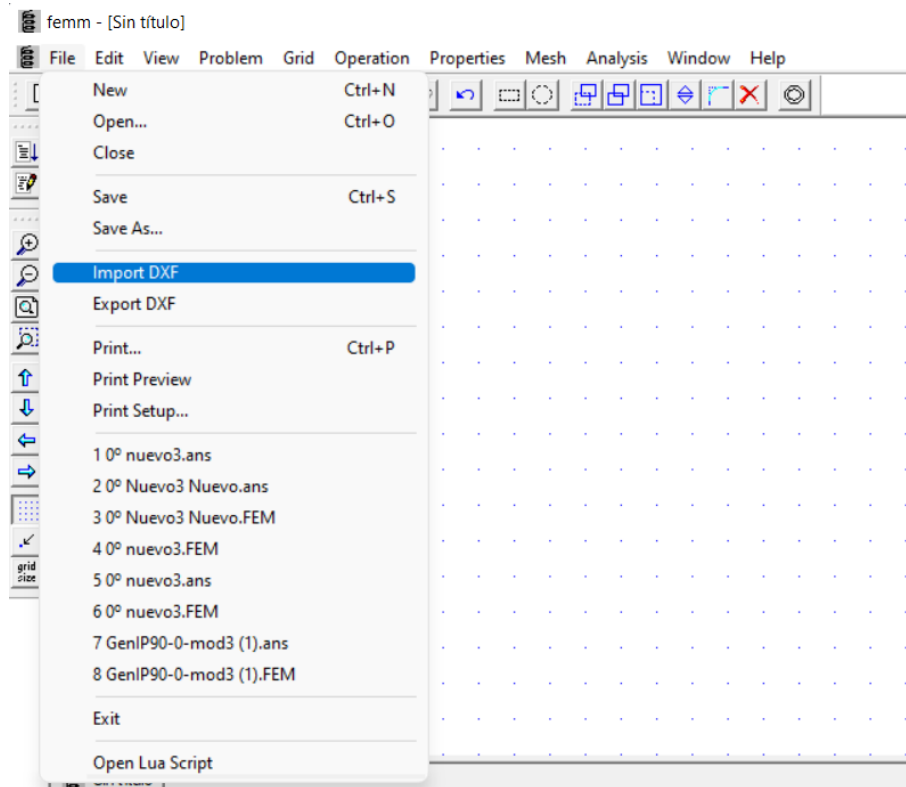 femm - [Sin título]
File Edit View Problem Grid Operation Properties Mesh Analysis Window Help
New Ctrl+N
Open... Ctrl+O
Close
Save Ctrl+S
Save As...
Import DXF
Export DXF
Print... Ctrl+P
Print Preview
Print Setup...
1 0º nuevo3.ans
2 0º Nuevo3 Nuevo.ans
3 0º Nuevo3 Nuevo.FEM
4 0º nuevo3.FEM
5 0º nuevo3.ans
6 0º nuevo3.FEM
7 GenIP90-0-mod3 (1).ans
8 GenIP90-0-mod3 (1).FEM
Exit
Open Lua Script
grid
size